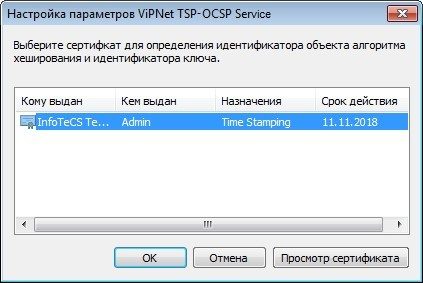 Настройка параметров ViPNet TSP-OCSP Service
Выберите сертифкат для определения идентификатора объекта алгоритма
хеширования и идентификатора ключа.
Кому выдан Кем выдан Назначения Срок действия
InfoTeCS Te... Admin Time Stamping 11.11.2018
OK Отмена Просмотр сертификата